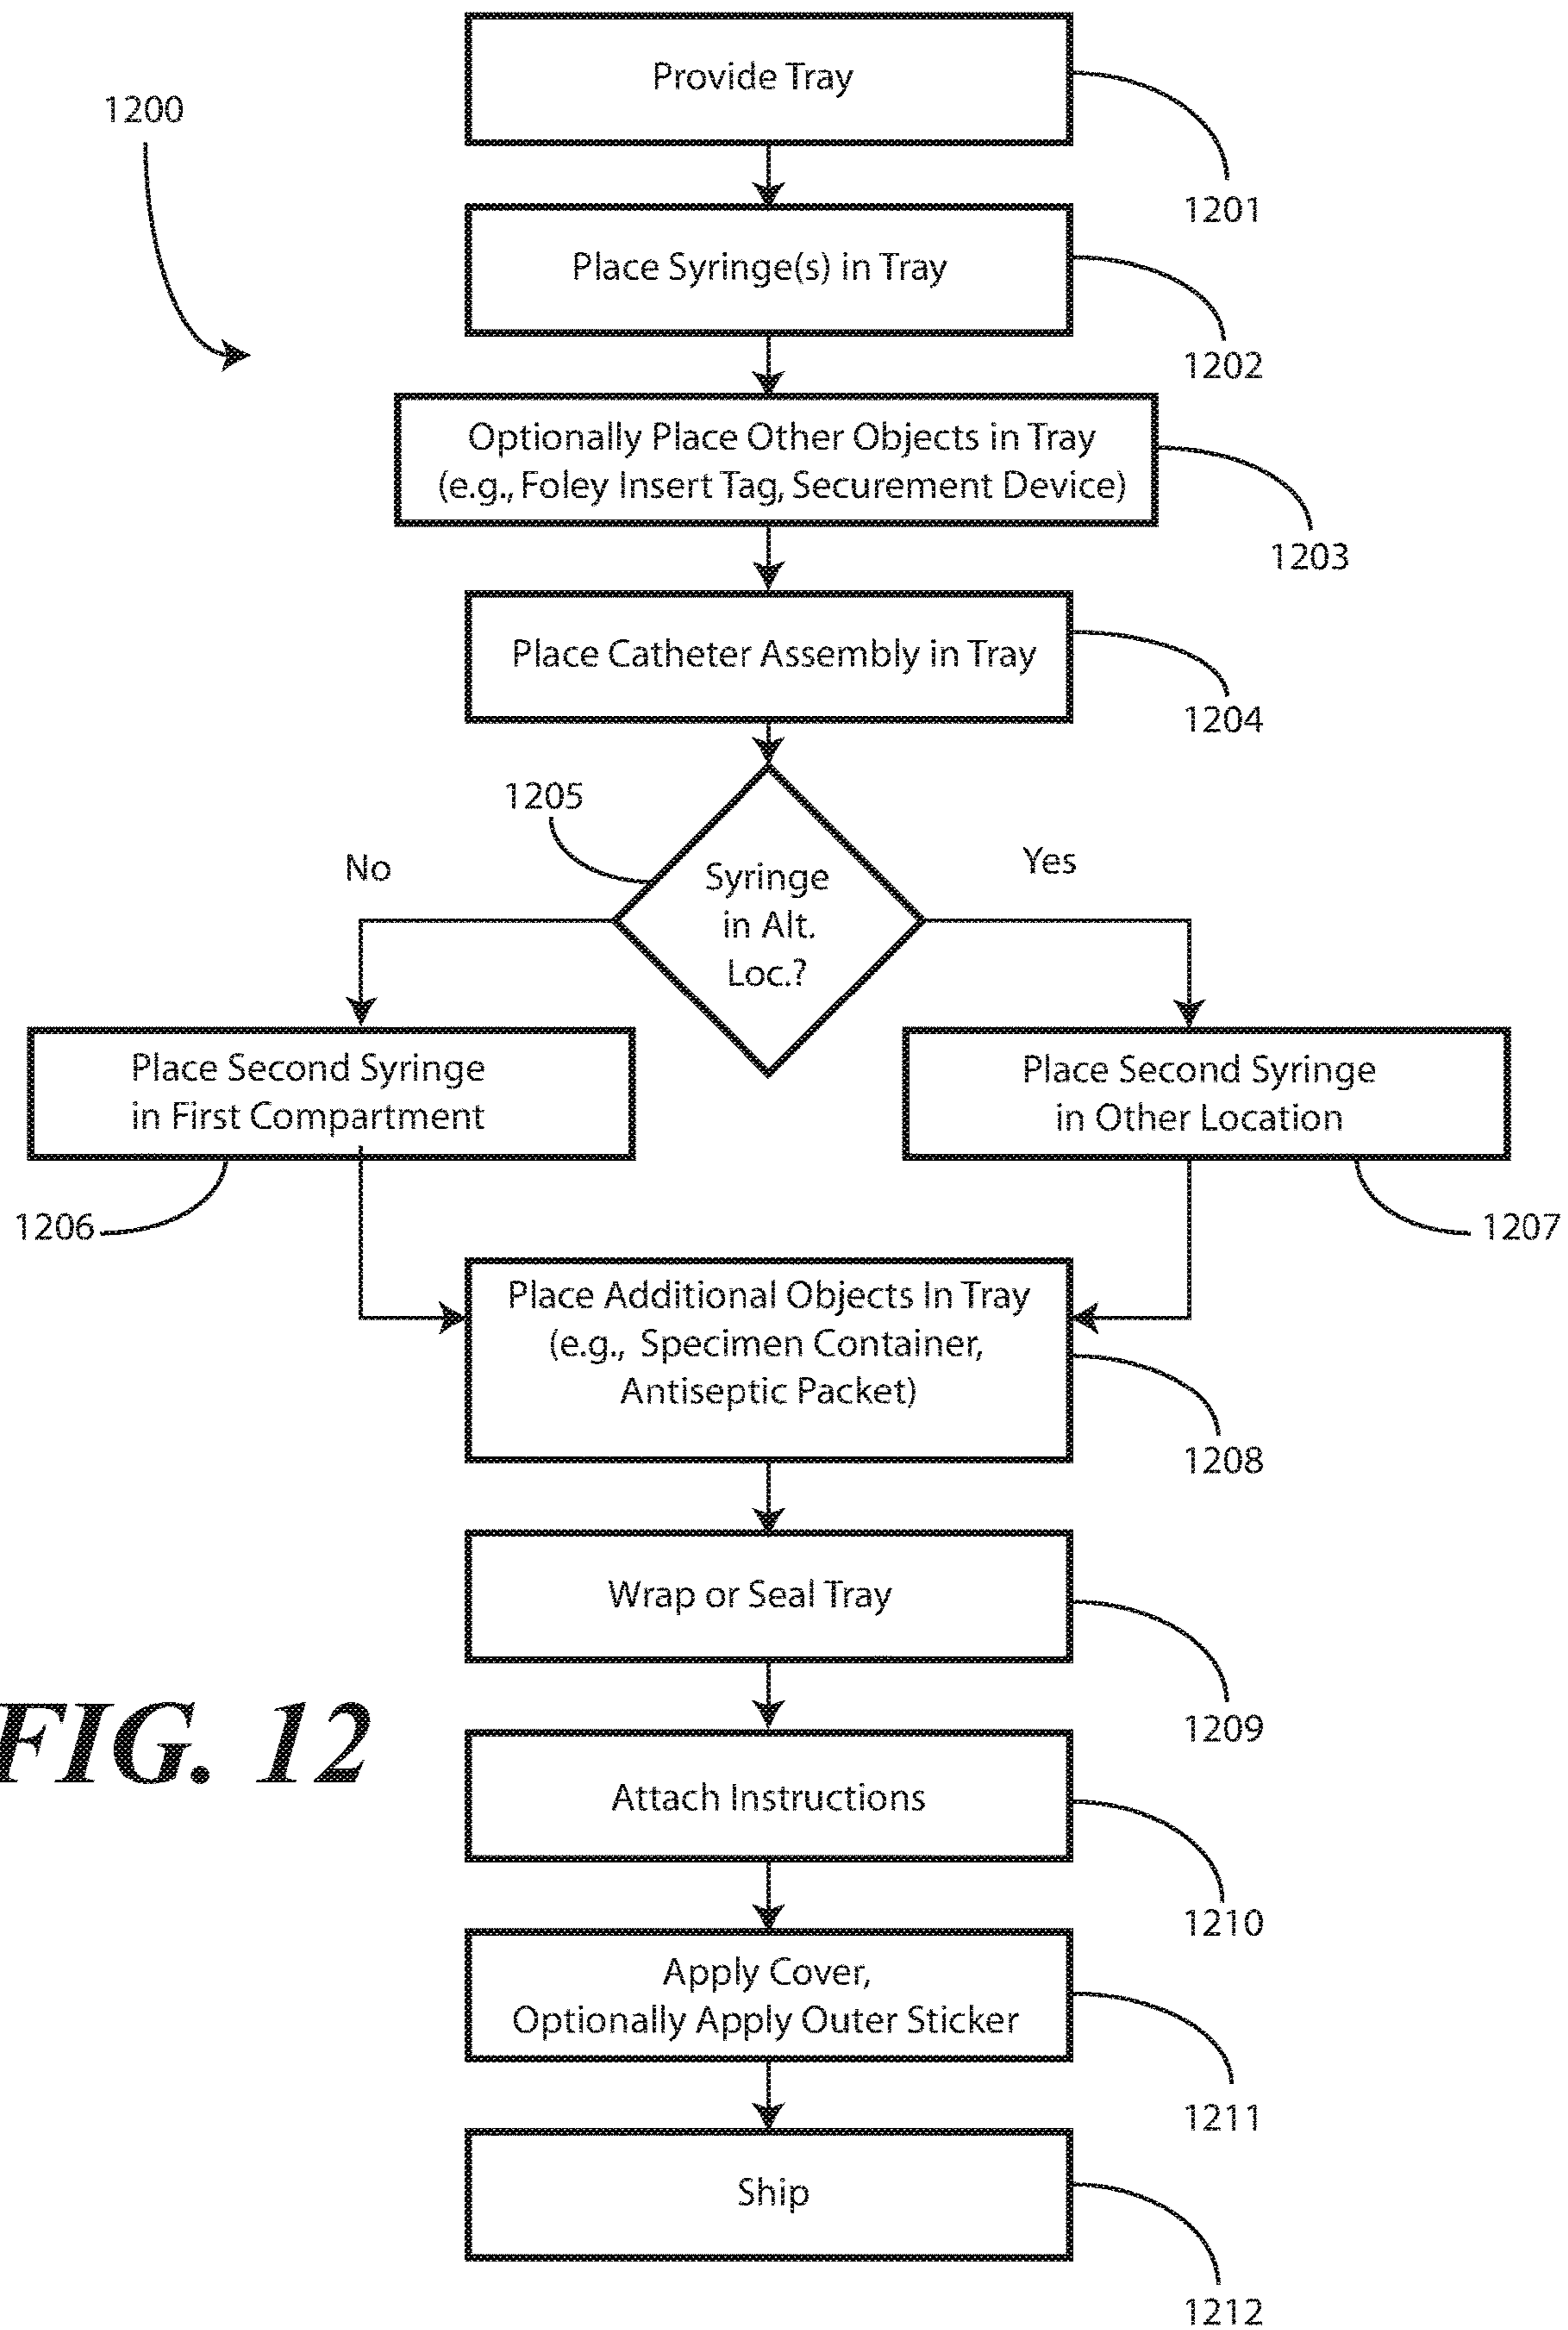 Provide Tray
1200
1201
Place Syringe(s) in Tray
1202
Optionally Place Other Objects in Tray
(e.g., Foley Insert Tag, Securement Device)
1203
Place Catheter Assembly in Tray
1204
1205
No
Yes
Syringe
in Alt.
Loc.?
Place Second Syringe
in First Compartment
Place Second Syringe
in Other Location
1206
1207
Place Additional Objects In Tray
(e.g., Specimen Container,
Antiseptic Packet)
1208
Wrap or Seal Tray
1209
FIG. 12
Attach Instructions
1210
Apply Cover,
Optionally Apply Outer Sticker
1211
Ship
1212